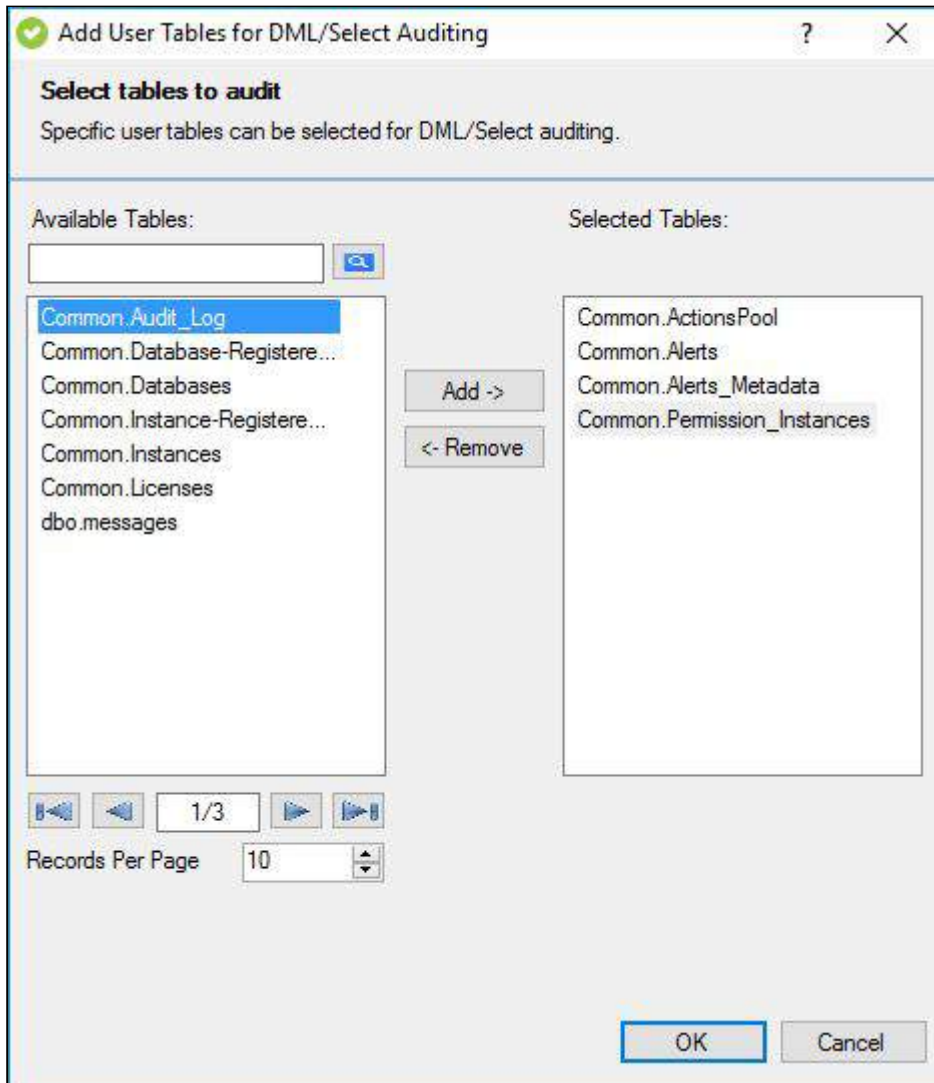 Add User Tables for DML/Select Auditing
?
Select tables to audit
Specific user tables can be selected for DML/Select auditing.
Available Tables:
Selected Tables:
Common.Audit_Log
Common.Database-Registere...
Common.Databases
Common.Instance-Registere...
Common.Instances
Common.Licenses
dbo.messages
Add ->
<- Remove
Common.ActionsPool
Common.Alerts
Common.Alerts_Metadata
Common.Permission_Instances
1/3
Records Per Page
10
OK
Cancel